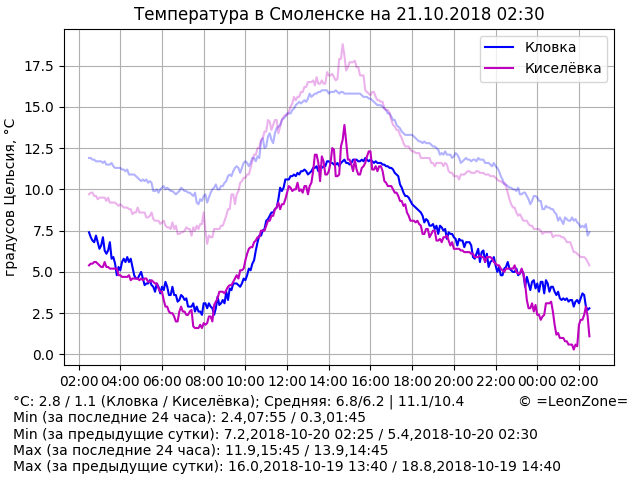 Температура в Смоленске на 21.10.2018 02:30
Кловка
Киселёвка
градусов Цельсия, °C
17.5
15.0
12.5
10.0
7.5
5.0
2.5
0.0
02:00 04:00 06:00 08:00 10:00 12:00 14:00 16:00 18:00 20:00 22:00 00:00 02:00
°C: 2.8 / 1.1 (Кловка / Киселёвка); Средняя: 6.8/6.2 | 11.1/10.4 © =LeonZone=
Min (за последние 24 часа): 2.4,07:55 / 0.3,01:45
Min (за предыдущие сутки): 7.2,2018-10-20 02:25 / 5.4,2018-10-20 02:30
Max (за последние 24 часа): 11.9,15:45 / 13.9,14:45
Max (за предыдущие сутки): 16.0,2018-10-19 13:40 / 18.8,2018-10-19 14:40